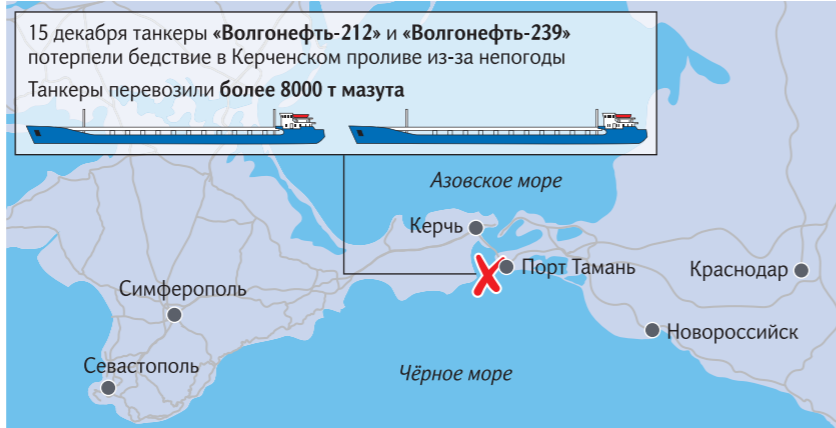 15 декабря танкеры «Волгонефть-212» и «Волгонефть-239»
потерпели бедствие в Керченском проливе из-за непогоды
Танкеры перевозили более 8000 т мазута
Азовское море
Керчь
Порт Тамань
Краснодар
Симферополь
Новороссийск
Севастополь
Чёрное море